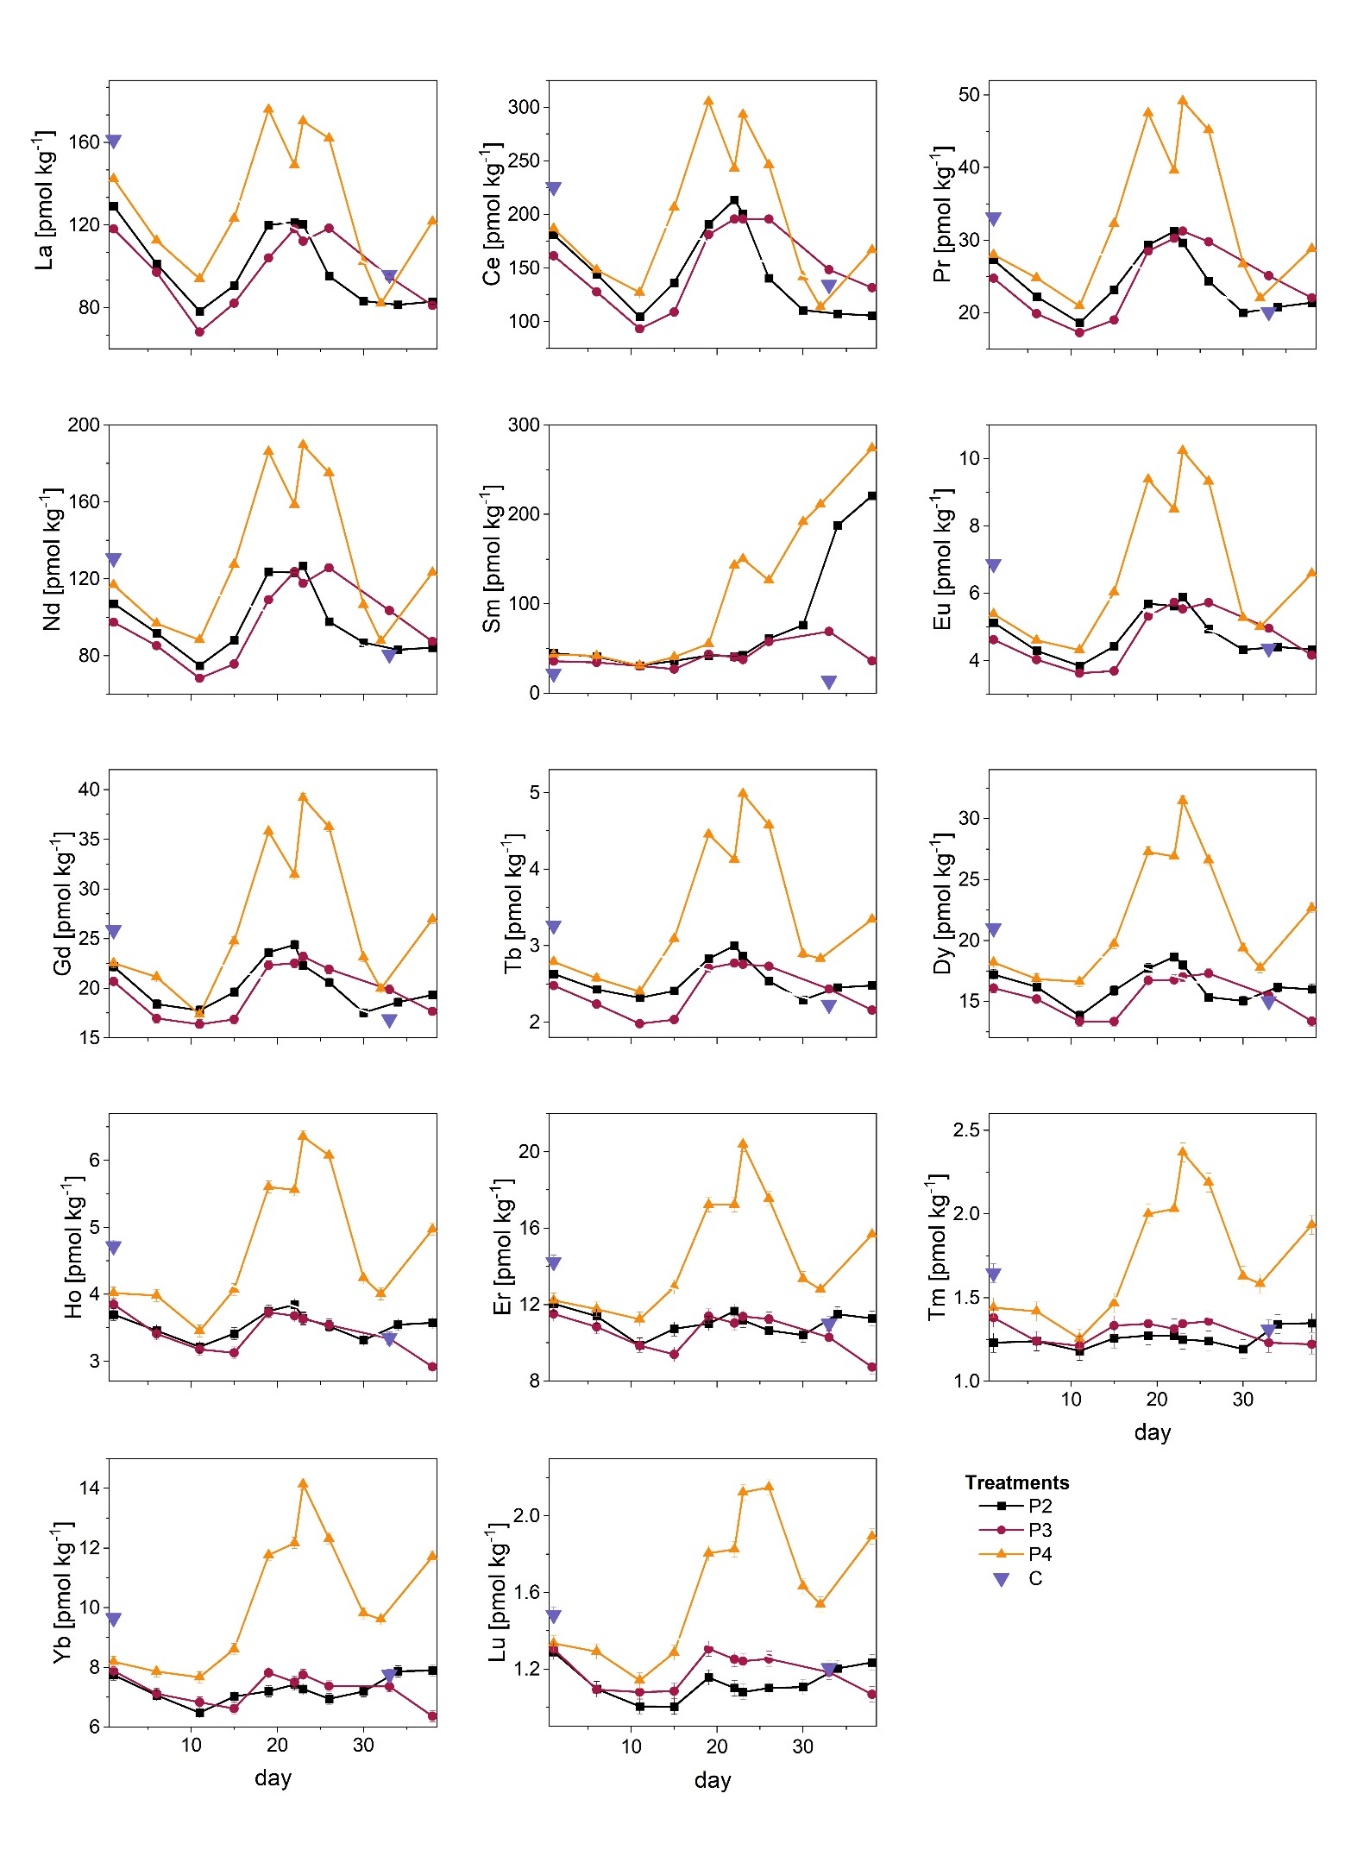 La [pmol kg⁻¹]
160
120
80
Ce [pmol kg⁻¹]
300
250
200
150
100
Pr [pmol kg⁻¹]
50
40
30
20
Nd [pmol kg⁻¹]
200
160
120
80
Sm [pmol kg⁻¹]
300
200
100
0
Eu [pmol kg⁻¹]
10
8
6
4
Gd [pmol kg⁻¹]
40
35
30
25
20
15
Tb [pmol kg⁻¹]
5
4
3
2
Dy [pmol kg⁻¹]
30
25
20
15
Ho [pmol kg⁻¹]
6
5
4
3
Er [pmol kg⁻¹]
20
16
12
8
Tm [pmol kg⁻¹]
2.5
2.0
1.5
1.0
10 20 30
day
Yb [pmol kg⁻¹]
14
12
10
8
6
10 20 30
day
Lu [pmol kg⁻¹]
2.0
1.6
1.2
10 20 30
day
Treatments
P2
P3
P4
C